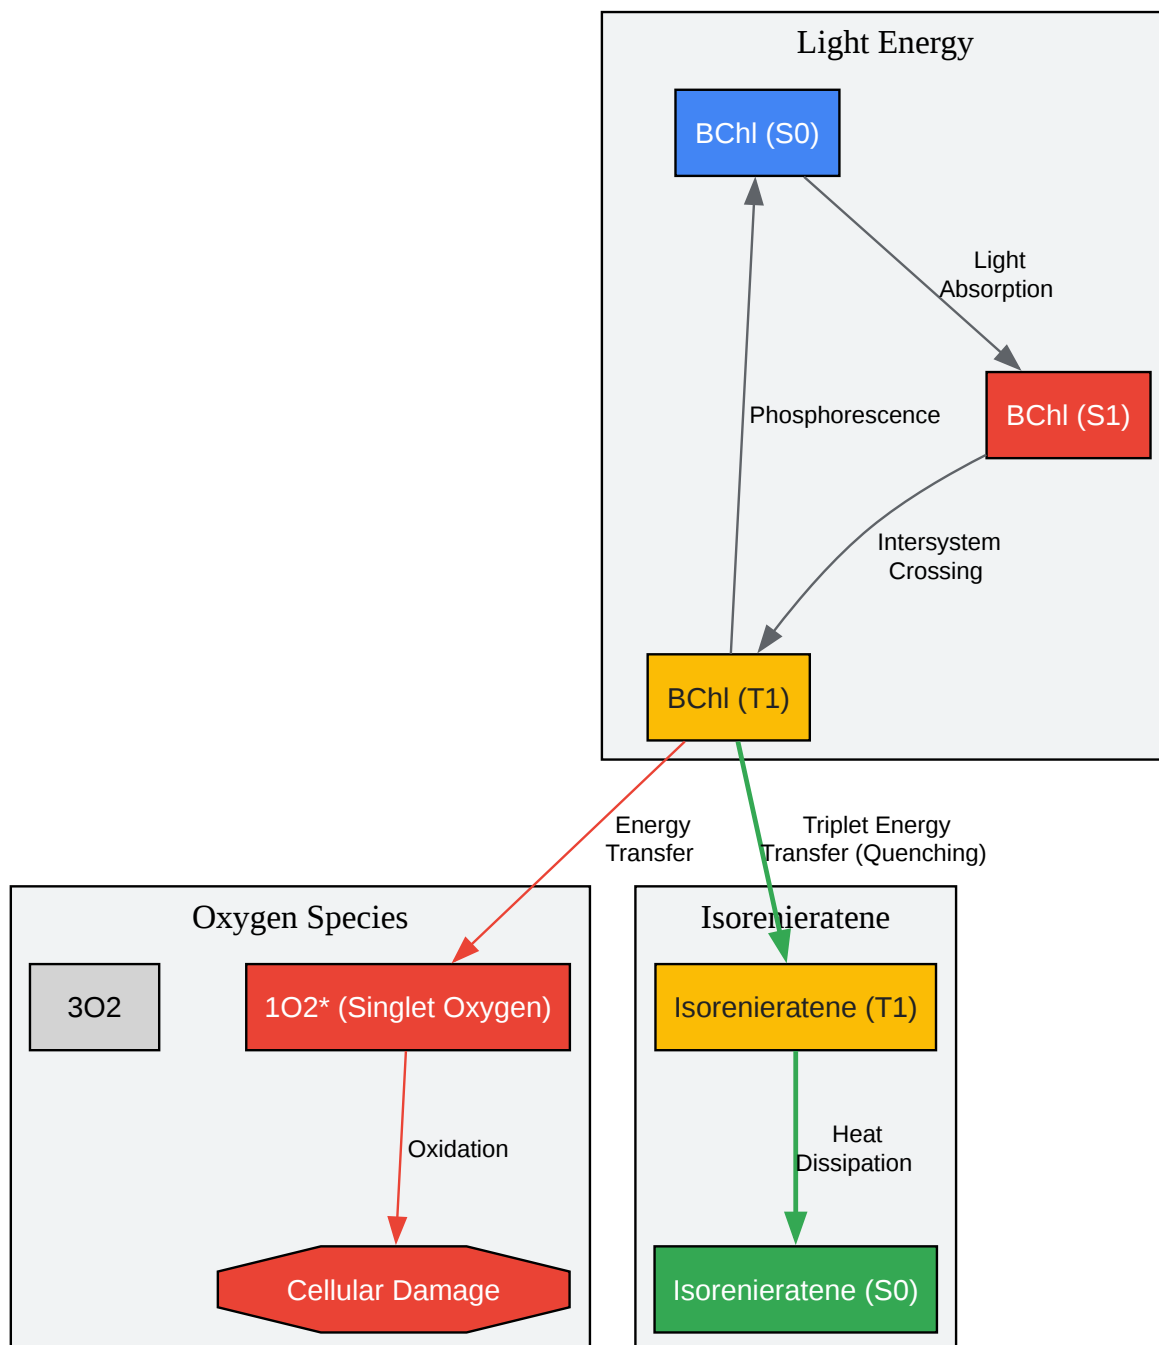 Light Energy
BChl (S0)
Light
Absorption
Phosphorescence
BChl (S1)
Intersystem
Crossing
BChl (T1)
Energy
Transfer
Triplet Energy
Transfer (Quenching)
Oxygen Species
3O2
1O2* (Singlet Oxygen)
Oxidation
Cellular Damage
Isorenieratene
Isorenieratene (T1)
Heat
Dissipation
Isorenieratene (S0)